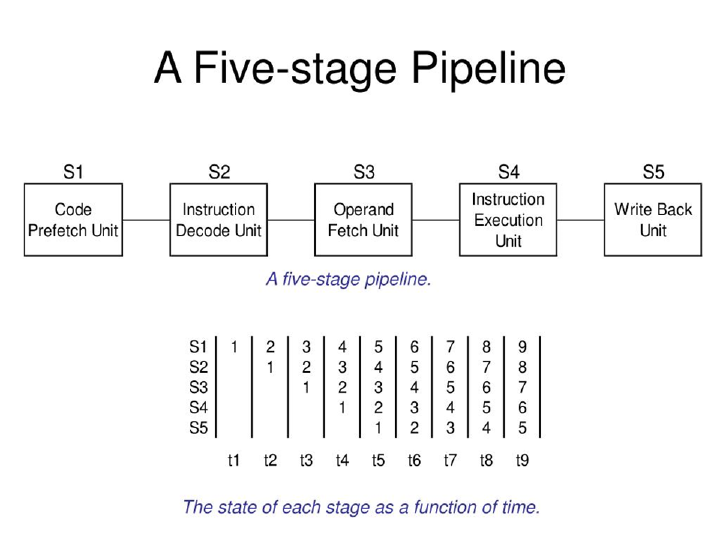 A Five-stage Pipeline
S1 S2 S3 S4 S5
Code Prefetch Unit
Instruction Decode Unit
Operand Fetch Unit
Instruction Execution Unit
Write Back Unit
A five-stage pipeline.
S1 1 2 3 4 5 6 7 8 9
S2 1 2 3 4 5 6 7 8
S3 1 2 3 4 5 6 7
S4 1 2 3 4 5 6
S5 1 2 3 4 5
t1 t2 t3 t4 t5 t6 t7 t8 t9
The state of each stage as a function of time.